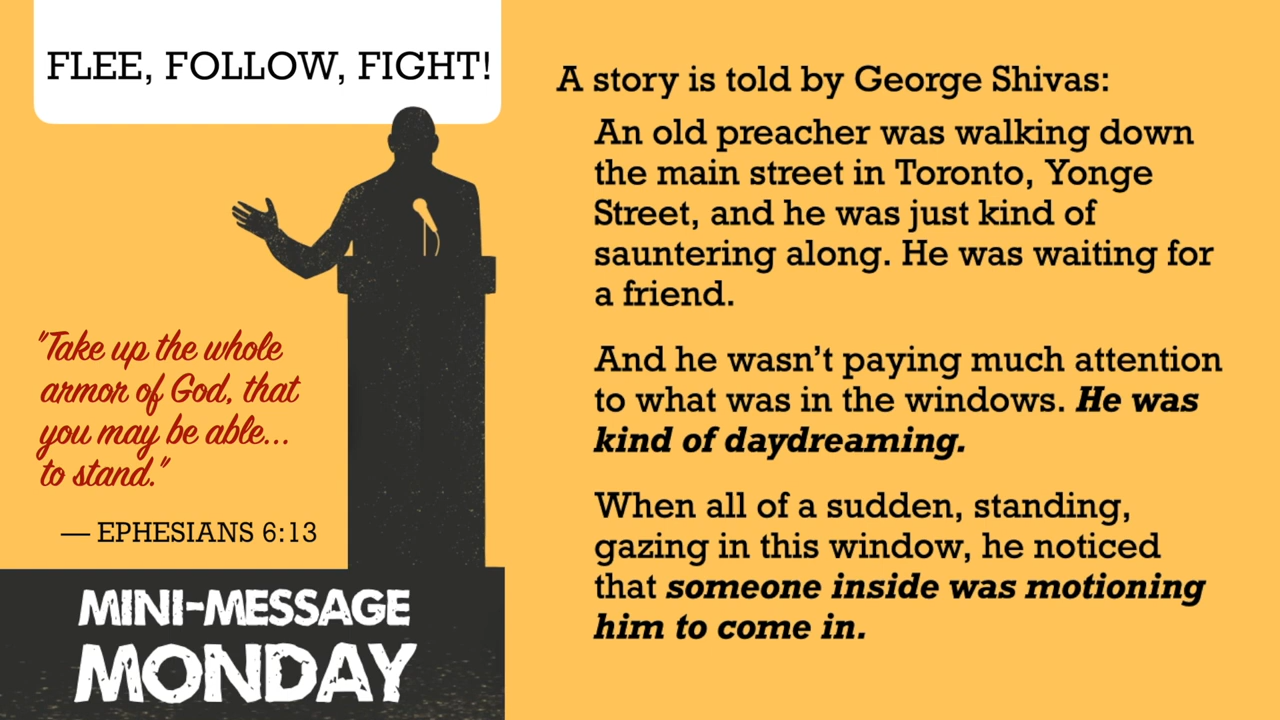 FLEE, FOLLOW, FIGHT!
"Take up the whole
armor of God, that
you may be able...
to stand."
— EPHESIANS 6:13
MINI-MESSAGE
MONDAY
A story is told by George Shivas:
An old preacher was walking down
the main street in Toronto, Yonge
Street, and he was just kind of
sauntering along. He was waiting for
a friend.
And he wasn’t paying much attention
to what was in the windows. He was
kind of daydreaming.
When all of a sudden, standing,
gazing in this window, he noticed
that someone inside was motioning
him to come in.